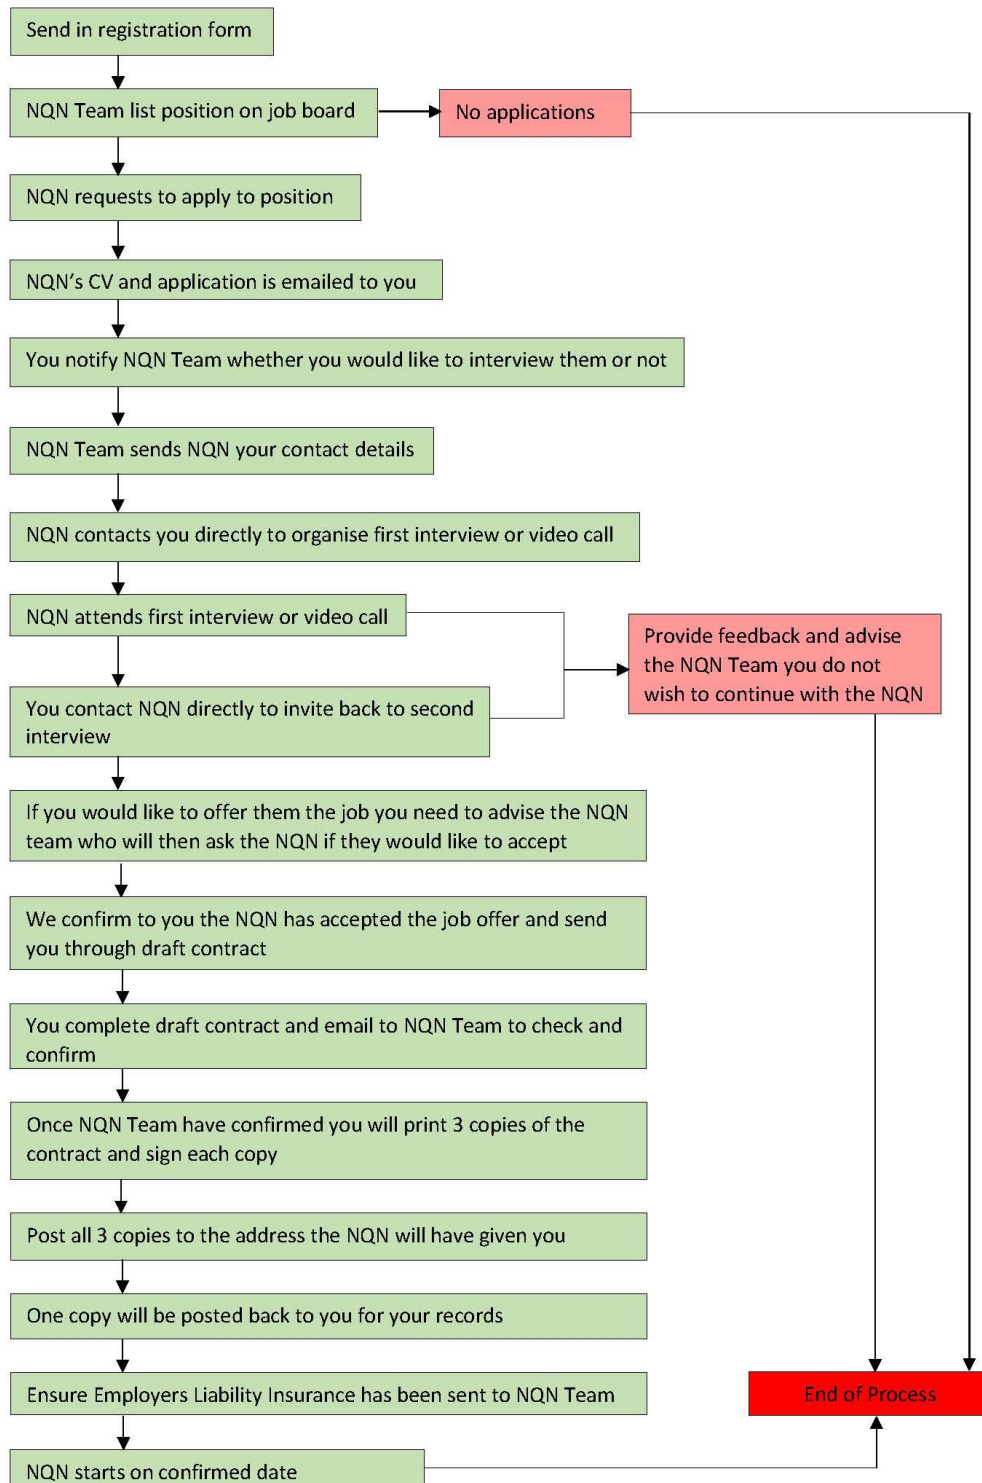 Send in registration form
NQN Team list position on job board
No applications
NQN requests to apply to position
NQN’s CV and application is emailed to you
You notify NQN Team whether you would like to interview them or not
NQN Team sends NQN your contact details
NQN contacts you directly to organise first interview or video call
NQN attends first interview or video call
Provide feedback and advise
the NQN Team you do not
wish to continue with the NQN
You contact NQN directly to invite back to second
interview
If you would like to offer them the job you need to advise the NQN
team who will then ask the NQN if they would like to accept
We confirm to you the NQN has accepted the job offer and send
you through draft contract
You complete draft contract and email to NQN Team to check and
confirm
Once NQN Team have confirmed you will print 3 copies of the
contract and sign each copy
Post all 3 copies to the address the NQN will have given you
One copy will be posted back to you for your records
Ensure Employers Liability Insurance has been sent to NQN Team
End of Process
NQN starts on confirmed date